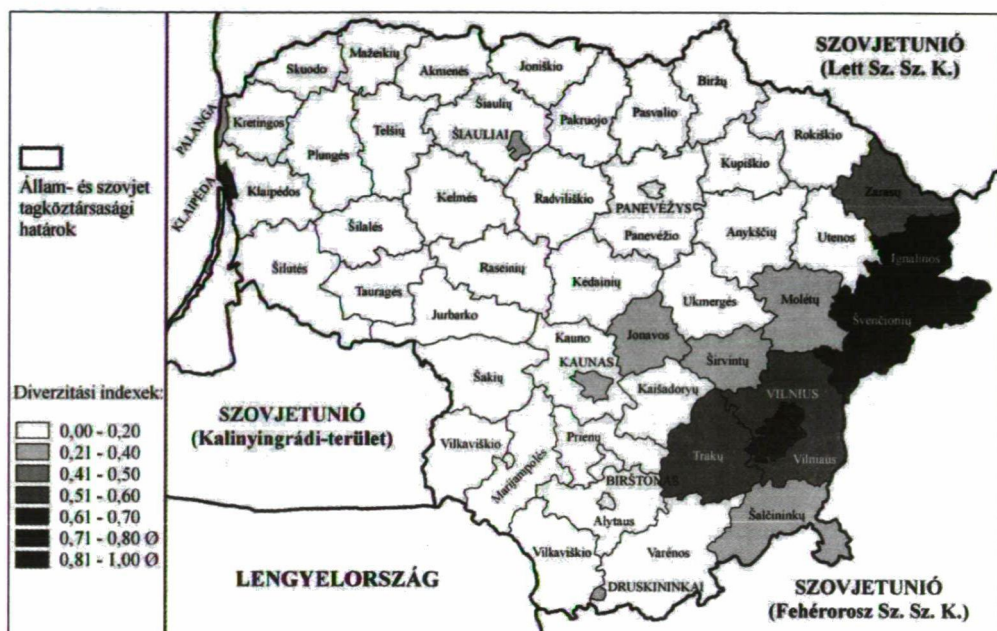 SZOVJETUNIÓ
(Lett Sz. Sz. K.)
Mažeikių
Skuodo
Akmenės
Joniškio
Biržų
PALANGA
Kretingos
Plungės
Telšių
Šiaulių
ŠIAULIAI
Pakruojo
Pasvalio
Rokiškio
Kupiškio
Zarasų
KLAIPĖDA
Klaipėdos
Kelmės
Radviliškio
PANEVĖŽYS
Panevėžio
Anykščių
Utenos
Ignalinos
Šilalės
Šilutės
Tauragės
Raseinių
Kėdainių
Ukmergės
Molėtų
Švenčionių
Jurbarko
Kauno
Jonavos
Širvintų
KAUNAS
Šakių
Kaišadoryų
VILNIUS
Vilkaviškio
Prienų
Trakų
Vilniaus
Marijampolės
BIRŠTONAS
Alytaus
Šalčininkų
Vilkaviškio
Varėnos
DRUSKININKAI
SZOVJETUNIÓ
(Kalinyingrádi-terület)
LENGYELORSZÁG
SZOVJETUNIÓ
(Fehérorosz Sz. Sz. K.)
Állam- és szovjet
tagköztársasági
határok
Diverzitási indexek:
0,00 - 0,20
0,21 - 0,40
0,41 - 0,50
0,51 - 0,60
0,61 - 0,70
0,71 - 0,80 Ø
0,81 - 1,00 Ø